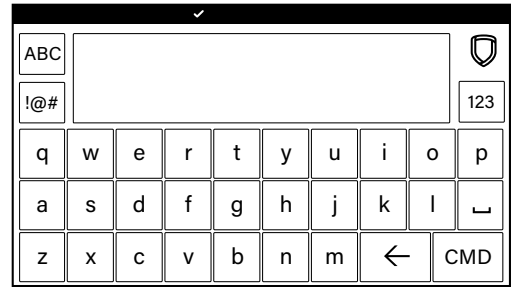 ABC
!@# 123
q w e r t y u i o p
a s d f g h j k l
z x c v b n m ← CMD